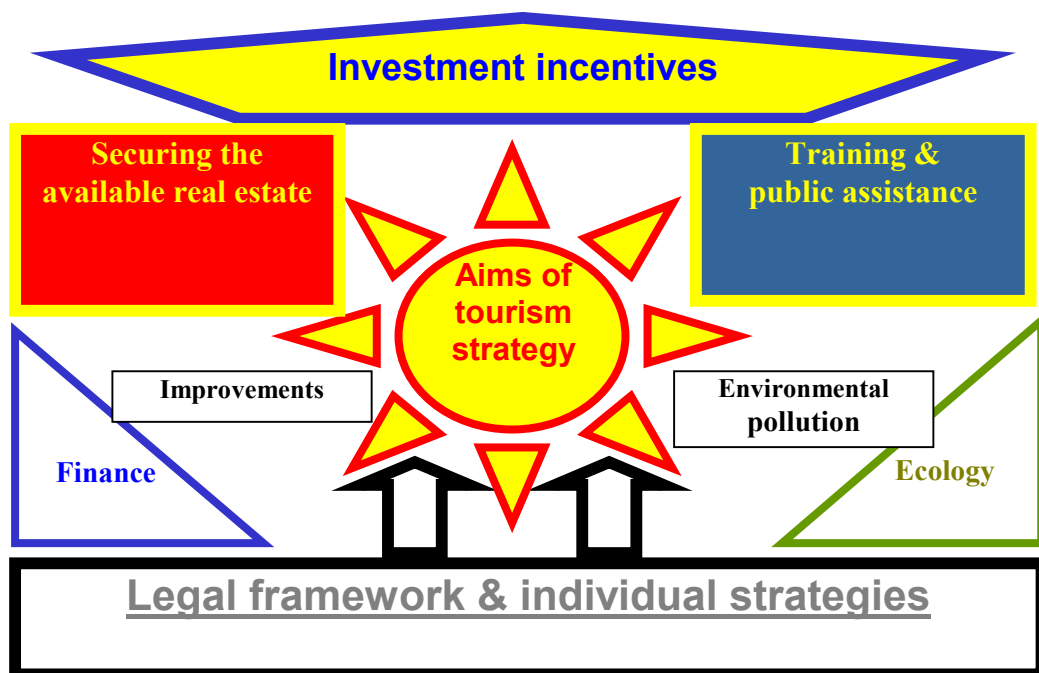 Investment incentives
Securing the
available real estate
Training &
public assistance
Aims of
tourism
strategy
Improvements
Environmental
pollution
Finance
Ecology
Legal framework & individual strategies